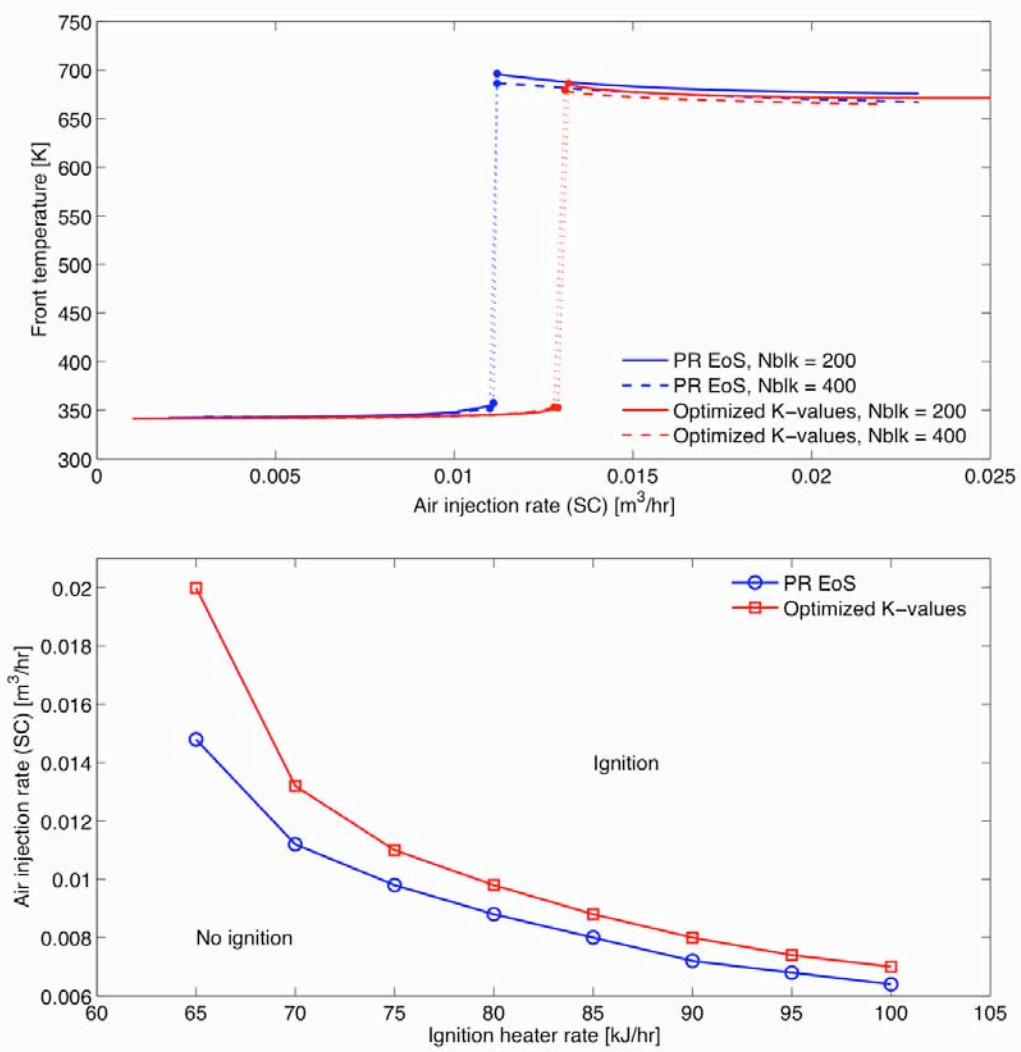 750
700
650
600
550
500
450
400
350
300
Front temperature [K]
PR EoS, Nblk = 200
PR EoS, Nblk = 400
Optimized K−values, Nblk = 200
Optimized K−values, Nblk = 400
0 0.005 0.01 0.015 0.02 0.025
Air injection rate (SC) [m³/hr]
0.02
0.018
0.016
0.014
0.012
0.01
0.008
0.006
Air injection rate (SC) [m³/hr]
PR EoS
Optimized K−values
Ignition
No ignition
60 65 70 75 80 85 90 95 100 105
Ignition heater rate [kJ/hr]